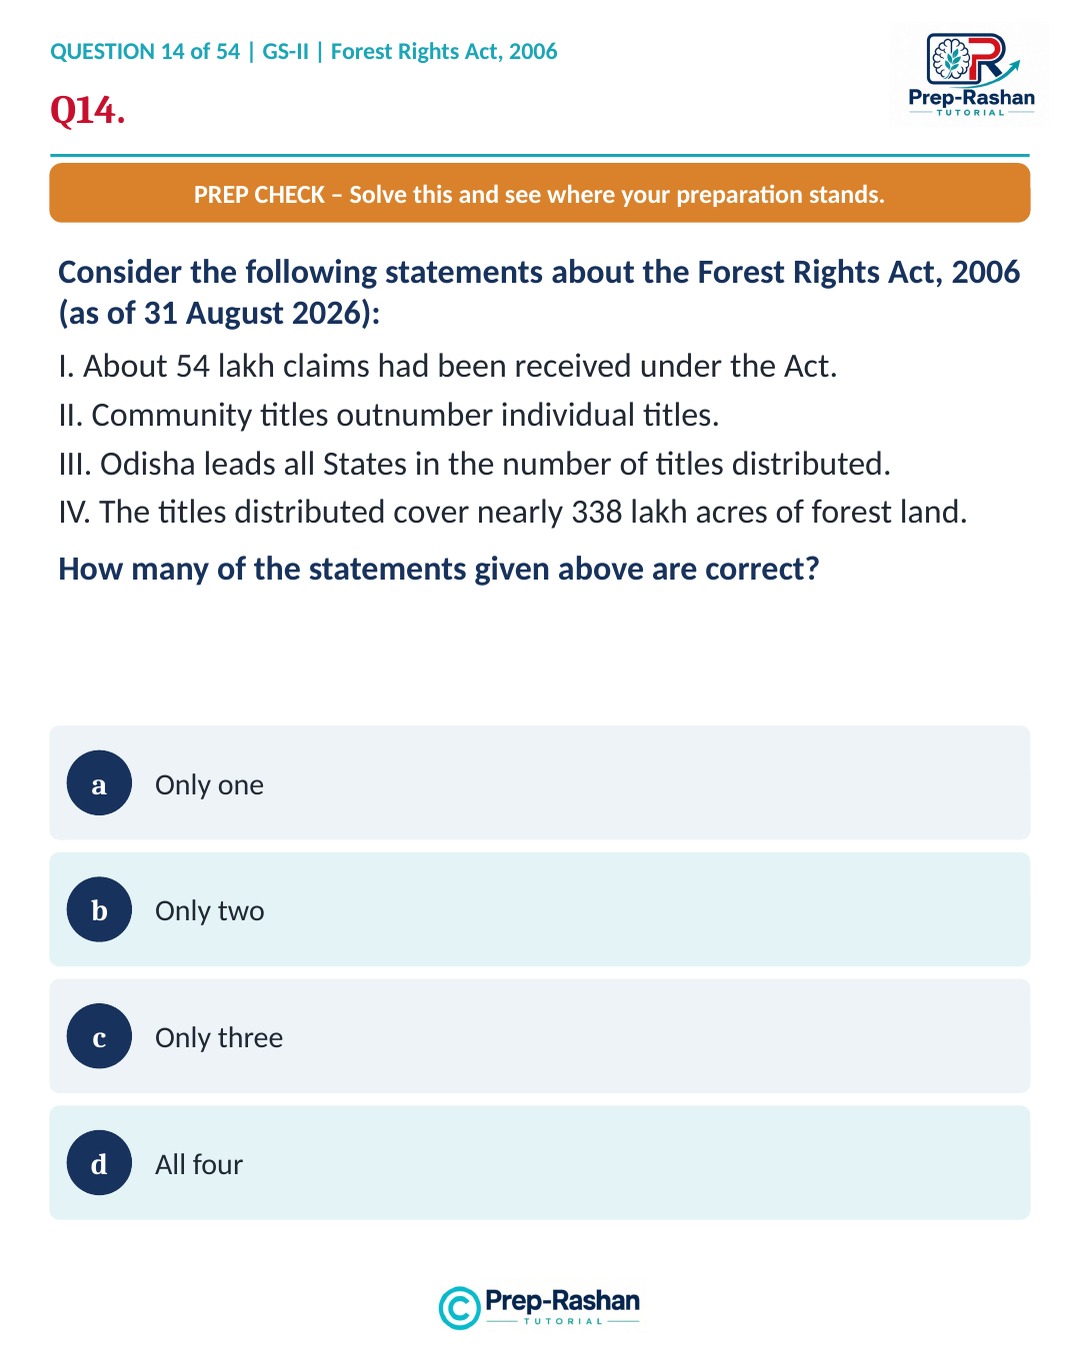 QUESTION 14 of 54 | GS-II | Forest Rights Act, 2006
Q14.
Prep-Rashan
TUTORIAL
PREP CHECK – Solve this and see where your preparation stands.
Consider the following statements about the Forest Rights Act, 2006
(as of 31 August 2026):
I. About 54 lakh claims had been received under the Act.
II. Community titles outnumber individual titles.
III. Odisha leads all States in the number of titles distributed.
IV. The titles distributed cover nearly 338 lakh acres of forest land.
How many of the statements given above are correct?
a Only one
b Only two
c Only three
d All four
© Prep-Rashan
TUTORIAL